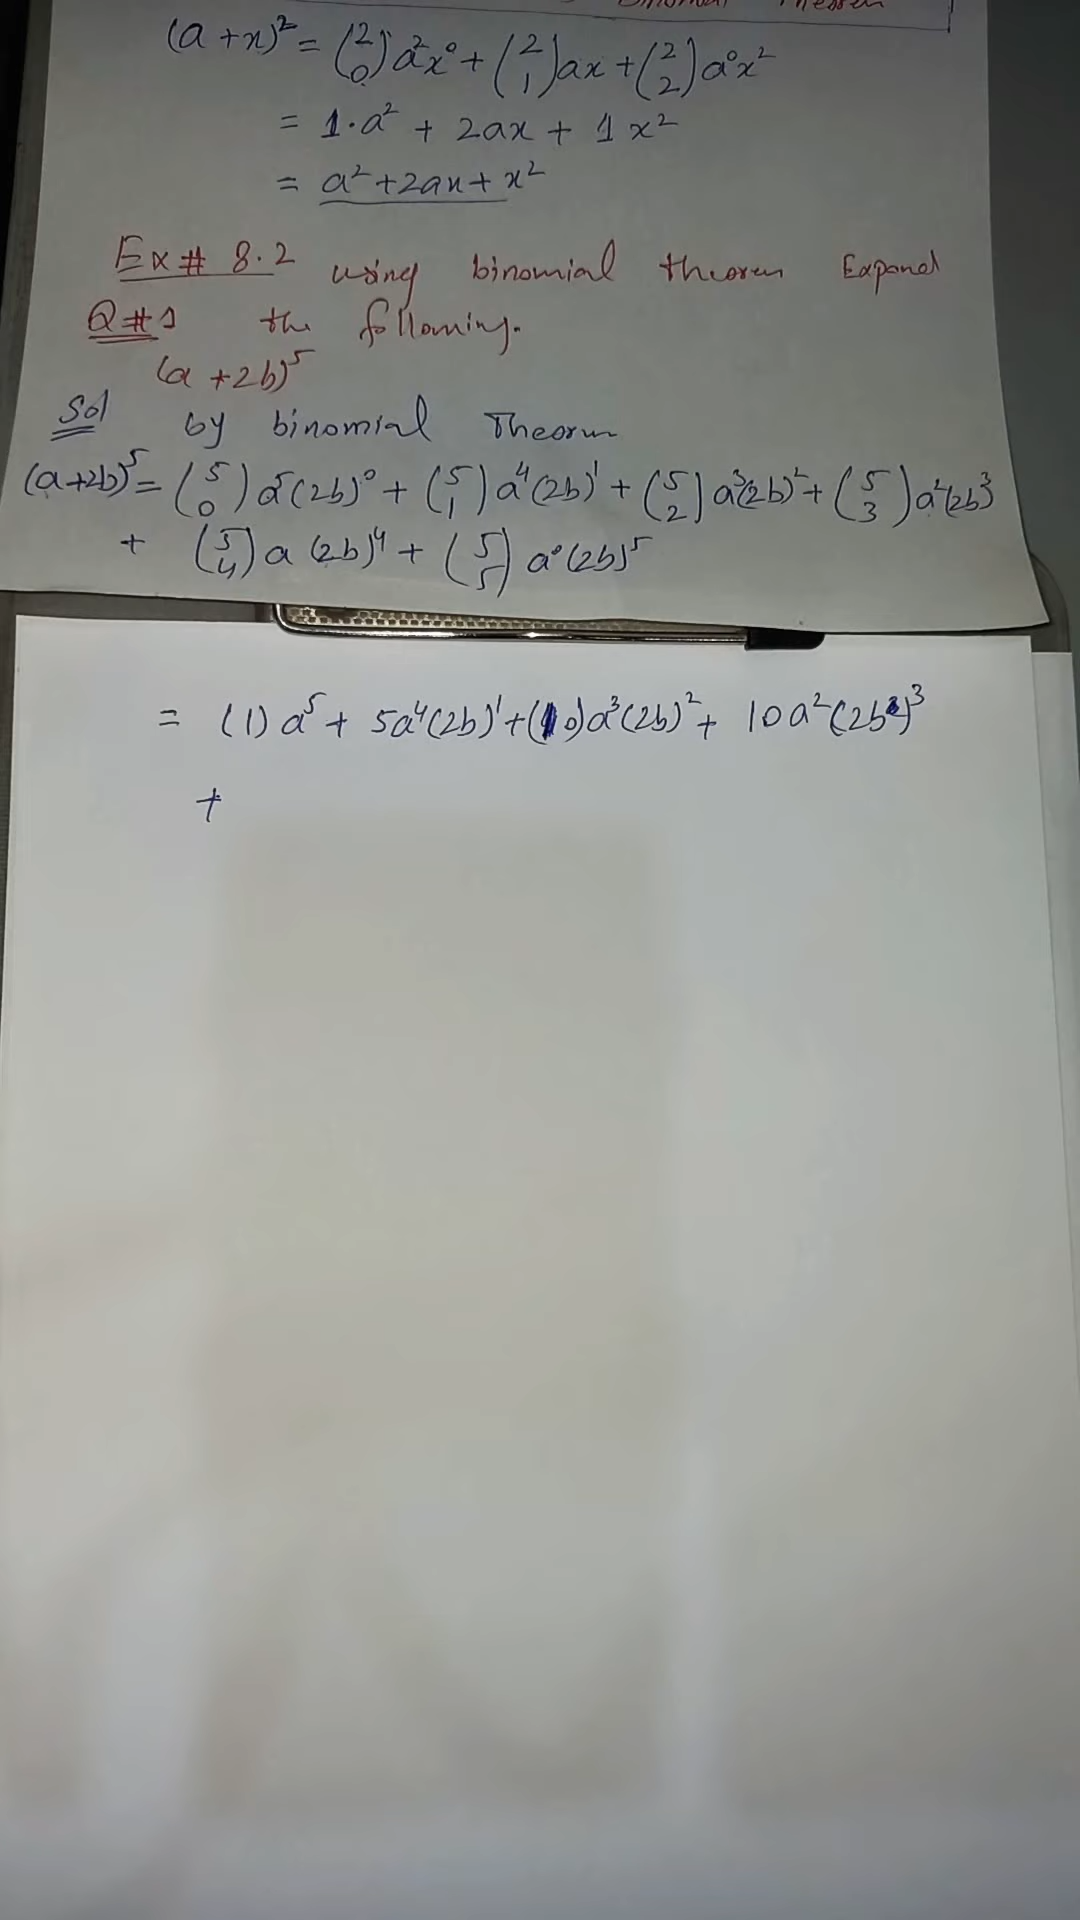 Binomial Theorem
(a+x)² = (2 0) a²x⁰ + (2 1) ax + (2 2) a⁰x²
= 1·a² + 2ax + 1x²
= a²+2ax+x²
Ex# 8.2 using binomial theorem Expand
Q#1 the following.
(a+2b)⁵
Sol by binomial Theorem
(a+2b)⁵ = (5 0) a⁵(2b)⁰ + (5 1) a⁴(2b)¹ + (5 2) a³(2b)² + (5 3) a²(2b)³
+ (5 4) a (2b)⁴ + (5 5) a⁰(2b)⁵
= (1) a⁵ + 5a⁴(2b)¹ + (10)a³(2b)² + 10a²(2b)³
+